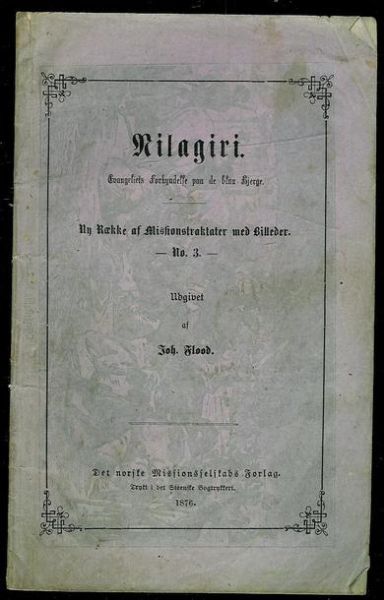 Nilagiri.
Evangeliets Forkyndelse paa de blaa Bjerge.
Ny Række af Missionstraktater med Billeder.
— No. 3. —
Udgivet
af
Joh. Flood.
Det norske Missionsselskabs Forlag.
Trykt i det Steenske Bogtrykkeri.
1876.